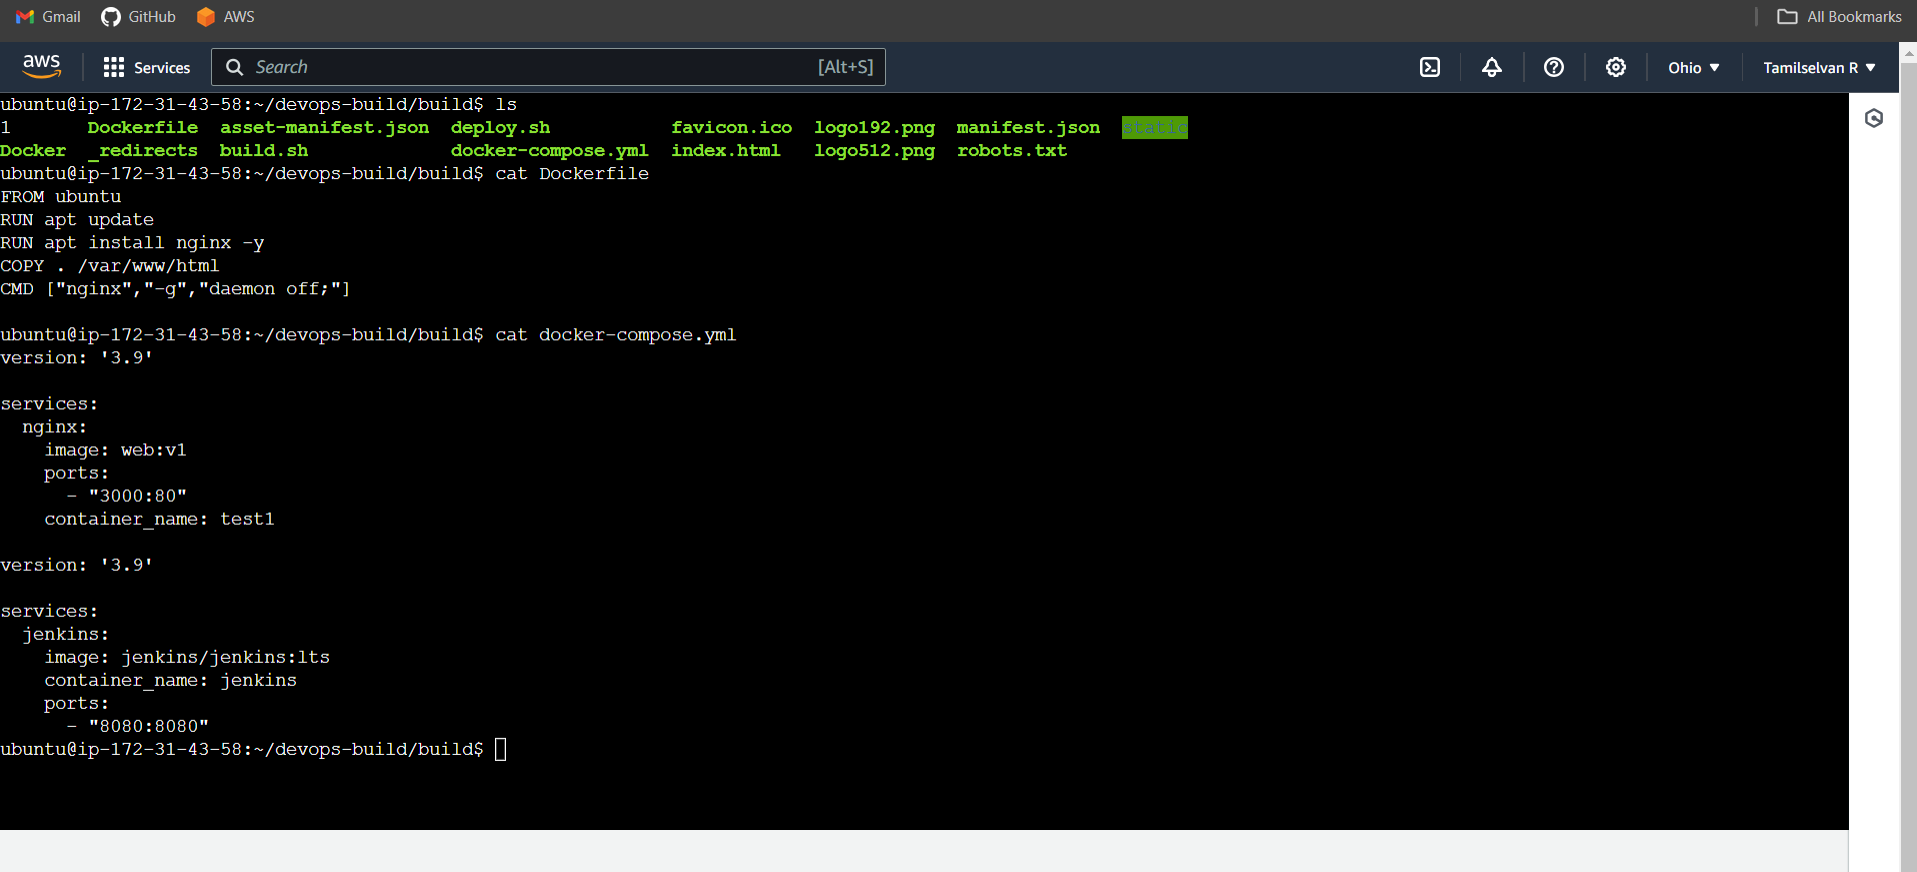 Gmail GitHub AWS All Bookmarks
aws Services Search [Alt+S] Ohio Tamilselvan R
ubuntu@ip-172-31-43-58:~/devops-build/build$ ls
1 Dockerfile asset-manifest.json deploy.sh favicon.ico logo192.png manifest.json static
Docker _redirects build.sh docker-compose.yml index.html logo512.png robots.txt
ubuntu@ip-172-31-43-58:~/devops-build/build$ cat Dockerfile
FROM ubuntu
RUN apt update
RUN apt install nginx -y
COPY . /var/www/html
CMD ["nginx","-g","daemon off;"]
ubuntu@ip-172-31-43-58:~/devops-build/build$ cat docker-compose.yml
version: '3.9'
services:
  nginx:
    image: web:v1
    ports:
      - "3000:80"
    container_name: test1
version: '3.9'
services:
  jenkins:
    image: jenkins/jenkins:lts
    container_name: jenkins
    ports:
      - "8080:8080"
ubuntu@ip-172-31-43-58:~/devops-build/build$